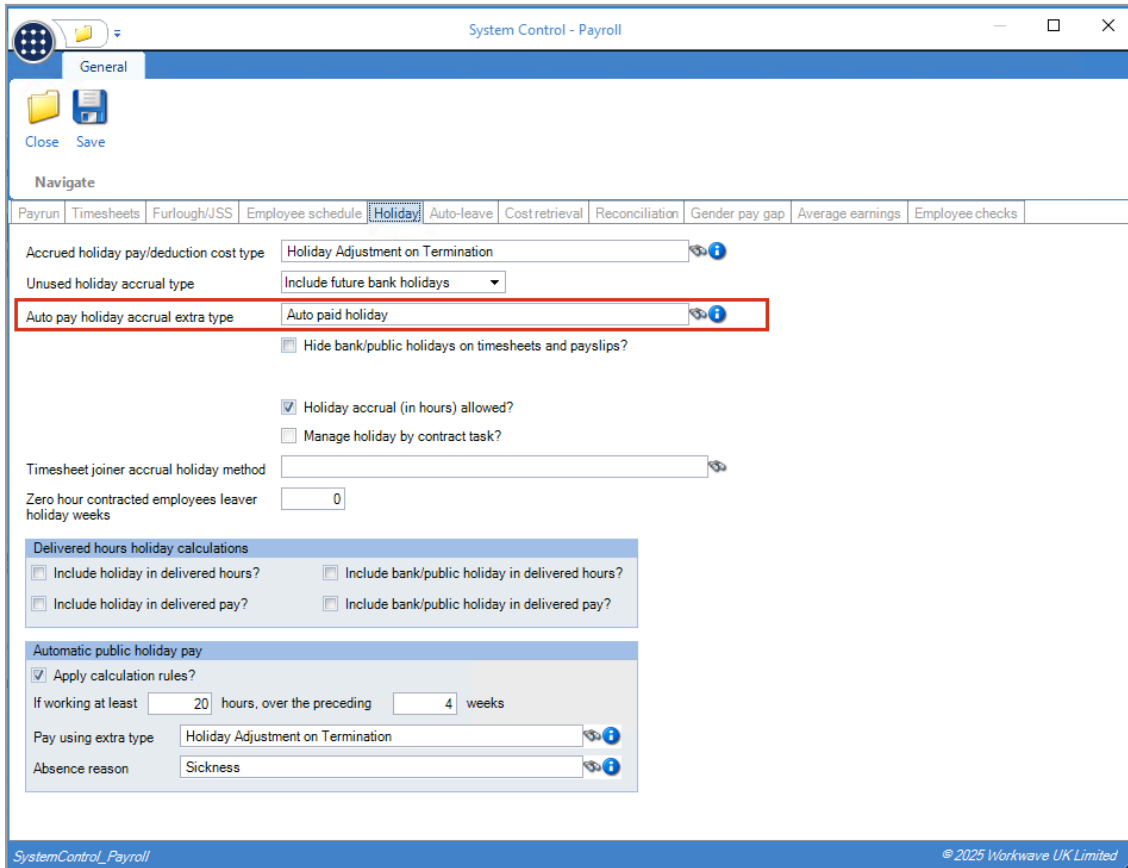 System Control - Payroll
General
Close Save
Navigate
Payrun Timesheets Furlough/JSS Employee schedule Holiday Auto-leave Cost retrieval Reconciliation Gender pay gap Average earnings Employee checks
Accrued holiday pay/deduction cost type Holiday Adjustment on Termination
Unused holiday accrual type Include future bank holidays
Auto pay holiday accrual extra type Auto paid holiday
Hide bank/public holidays on timesheets and payslips?
Holiday accrual (in hours) allowed?
Manage holiday by contract task?
Timesheet joiner accrual holiday method
Zero hour contracted employees leaver 0
holiday weeks
Delivered hours holiday calculations
Include holiday in delivered hours? Include bank/public holiday in delivered hours?
Include holiday in delivered pay? Include bank/public holiday in delivered pay?
Automatic public holiday pay
Apply calculation rules?
If working at least 20 hours, over the preceding 4 weeks
Pay using extra type Holiday Adjustment on Termination
Absence reason Sickness
SystemControl_Payroll © 2025 Workwave UK Limited